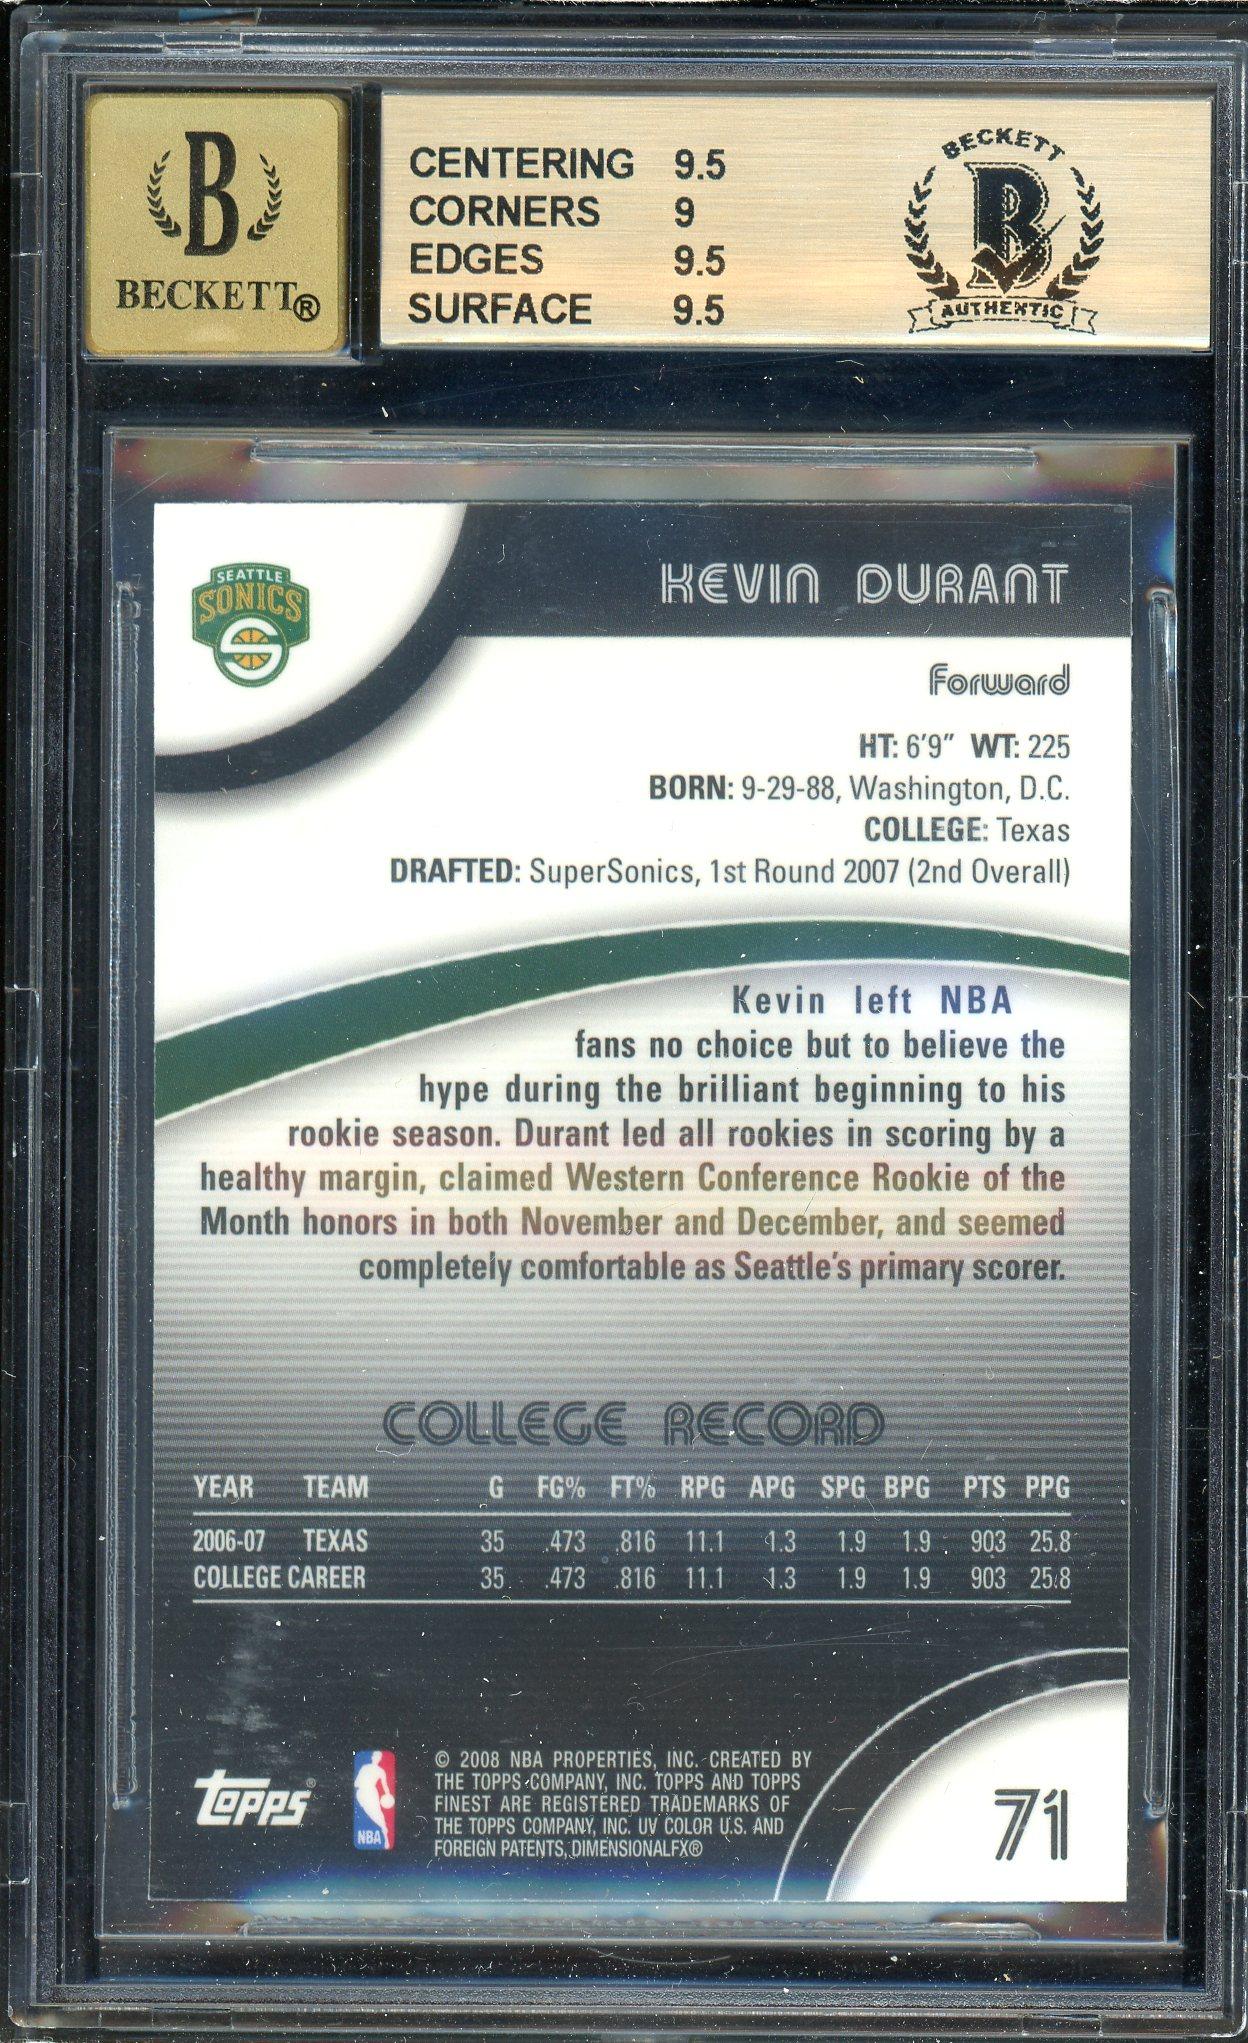 B
BECKETT®
CENTERING 9.5
CORNERS 9
EDGES 9.5
SURFACE 9.5
BECKETT
B
AUTHENTIC
SEATTLE
SONICS
S
KEVIN DURANT
Forward
HT: 6'9" WT: 225
BORN: 9-29-88, Washington, D.C.
COLLEGE: Texas
DRAFTED: SuperSonics, 1st Round 2007 (2nd Overall)
Kevin left NBA
fans no choice but to believe the
hype during the brilliant beginning to his
rookie season. Durant led all rookies in scoring by a
healthy margin, claimed Western Conference Rookie of the
Month honors in both November and December, and seemed
completely comfortable as Seattle's primary scorer.
COLLEGE RECORD
YEAR TEAM G FG% FT% RPG APG SPG BPG PTS PPG
2006-07 TEXAS 35 .473 .816 11.1 1.3 1.9 1.9 903 25.8
COLLEGE CAREER 35 .473 .816 11.1 1.3 1.9 1.9 903 25.8
Topps®
NBA
© 2008 NBA PROPERTIES, INC. CREATED BY
THE TOPPS COMPANY, INC. TOPPS AND TOPPS
FINEST ARE REGISTERED TRADEMARKS OF
THE TOPPS COMPANY, INC. UV COLOR U.S. AND
FOREIGN PATENTS, DIMENSIONALFX®
71